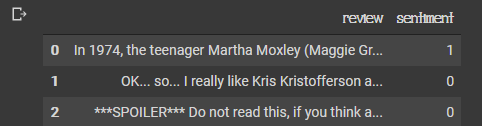 review sentiment
0 In 1974, the teenager Martha Moxley (Maggie Gr... 1
1 OK... so... I really like Kris Kristofferson a... 0
2 ***SPOILER*** Do not read this, if you think a... 0